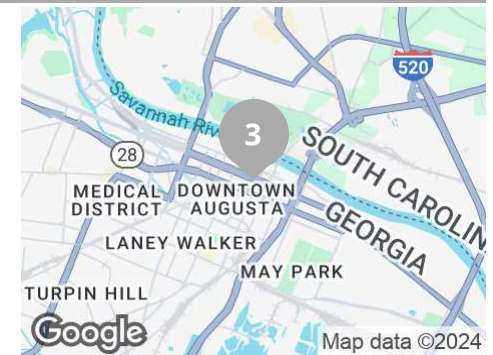 520
Savannah Riv
3
SOUTH CAROLIN
28
MEDICAL DISTRICT
DOWNTOWN AUGUSTA
GEORGIA
LANEY WALKER
MAY PARK
TURPIN HILL
Google
Map data ©2024